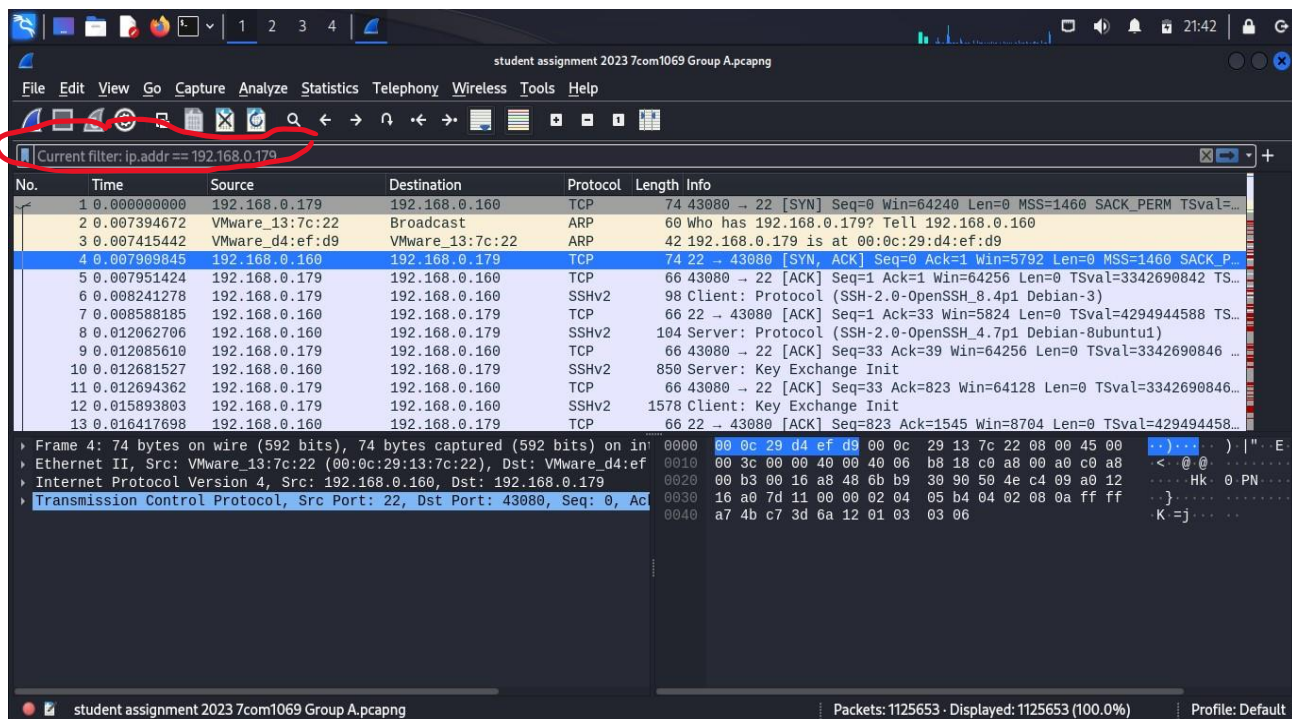 1 2 3 4 21:42
student assignment 2023 7com1069 Group A.pcapng
File Edit View Go Capture Analyze Statistics Telephony Wireless Tools Help
Current filter: ip.addr == 192.168.0.179
No. Time Source Destination Protocol Length Info
1 0.000000000 192.168.0.179 192.168.0.160 TCP 74 43080 → 22 [SYN] Seq=0 Win=64240 Len=0 MSS=1460 SACK_PERM TSval=…
2 0.007394672 VMware_13:7c:22 Broadcast ARP 60 Who has 192.168.0.179? Tell 192.168.0.160
3 0.007415442 VMware_d4:ef:d9 VMware_13:7c:22 ARP 42 192.168.0.179 is at 00:0c:29:d4:ef:d9
4 0.007909845 192.168.0.160 192.168.0.179 TCP 74 22 → 43080 [SYN, ACK] Seq=0 Ack=1 Win=5792 Len=0 MSS=1460 SACK_P…
5 0.007951424 192.168.0.179 192.168.0.160 TCP 66 43080 → 22 [ACK] Seq=1 Ack=1 Win=64256 Len=0 TSval=3342690842 TS…
6 0.008241278 192.168.0.179 192.168.0.160 SSHv2 98 Client: Protocol (SSH-2.0-OpenSSH_8.4p1 Debian-3)
7 0.008588185 192.168.0.160 192.168.0.179 TCP 66 22 → 43080 [ACK] Seq=1 Ack=33 Win=5824 Len=0 TSval=4294944588 TS…
8 0.012062706 192.168.0.160 192.168.0.179 SSHv2 104 Server: Protocol (SSH-2.0-OpenSSH_4.7p1 Debian-8ubuntu1)
9 0.012085610 192.168.0.179 192.168.0.160 TCP 66 43080 → 22 [ACK] Seq=33 Ack=39 Win=64256 Len=0 TSval=3342690846 …
10 0.012681527 192.168.0.160 192.168.0.179 SSHv2 850 Server: Key Exchange Init
11 0.012694362 192.168.0.179 192.168.0.160 TCP 66 43080 → 22 [ACK] Seq=33 Ack=823 Win=64128 Len=0 TSval=3342690846…
12 0.015893803 192.168.0.179 192.168.0.160 SSHv2 1578 Client: Key Exchange Init
13 0.016417698 192.168.0.160 192.168.0.179 TCP 66 22 → 43080 [ACK] Seq=823 Ack=1545 Win=8704 Len=0 TSval=429494458…
Frame 4: 74 bytes on wire (592 bits), 74 bytes captured (592 bits) on in 0000 00 0c 29 d4 ef d9 00 0c 29 13 7c 22 08 00 45 00 ··)····· )·|"··E·
Ethernet II, Src: VMware_13:7c:22 (00:0c:29:13:7c:22), Dst: VMware_d4:ef 0010 00 3c 00 00 40 00 40 06 b8 18 c0 a8 00 a0 c0 a8 ·<··@·@· ········
Internet Protocol Version 4, Src: 192.168.0.160, Dst: 192.168.0.179 0020 00 b3 00 16 a8 48 6b b9 30 90 50 4e c4 09 a0 12 ·····Hk· 0·PN····
Transmission Control Protocol, Src Port: 22, Dst Port: 43080, Seq: 0, Acl 0030 16 a0 7d 11 00 00 02 04 05 b4 04 02 08 0a ff ff ··}····· ········
0040 a7 4b c7 3d 6a 12 01 03 03 06 ·K·=j··· ··
student assignment 2023 7com1069 Group A.pcapng Packets: 1125653 · Displayed: 1125653 (100.0%) Profile: Default